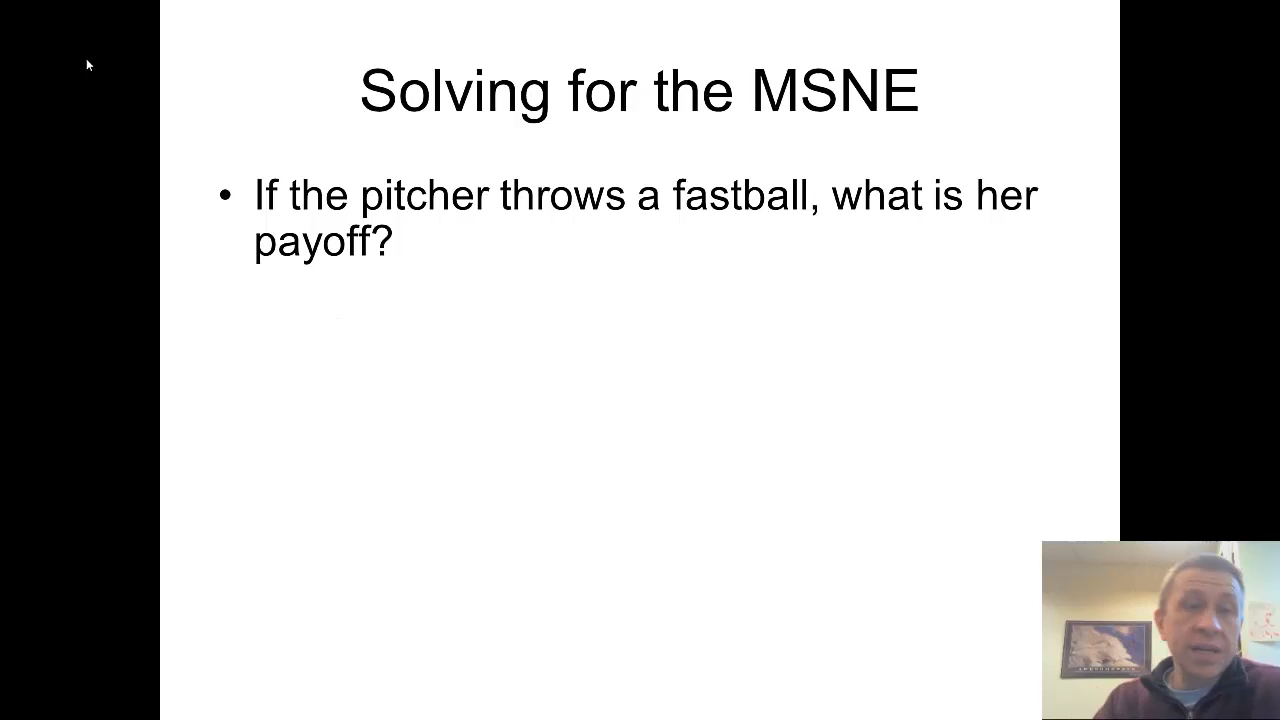 Solving for the MSNE
• If the pitcher throws a fastball, what is her
payoff?